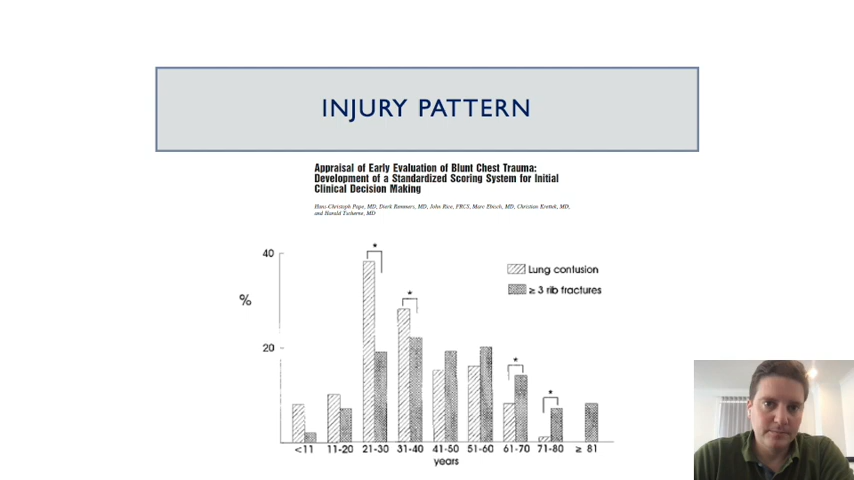 INJURY PATTERN
Appraisal of Early Evaluation of Blunt Chest Trauma:
Development of a Standardized Scoring System for Initial
Clinical Decision Making
Hans-Christoph Pape, MD, Dierk Remmers, MD, John Rice, FRCS, Marc Ebisch, MD, Christian Krettek, MD,
and Harald Tscherne, MD
40
%
20
* * * *
Lung contusion
≥ 3 rib fractures
<11 11-20 21-30 31-40 41-50 51-60 61-70 71-80 ≥ 81
years